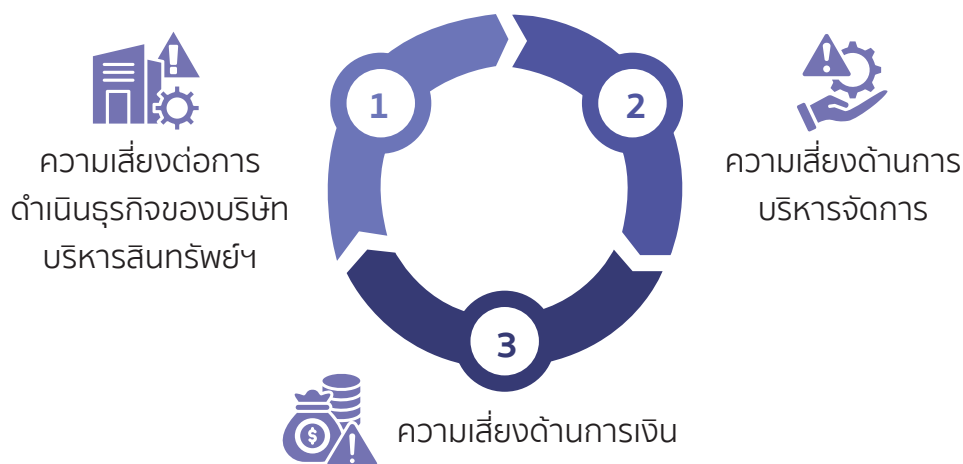 1
ความเสี่ยงต่อการ
ดำเนินธุรกิจของบริษัท
บริหารสินทรัพย์ฯ
2
ความเสี่ยงด้านการ
บริหารจัดการ
3
$
ความเสี่ยงด้านการเงิน